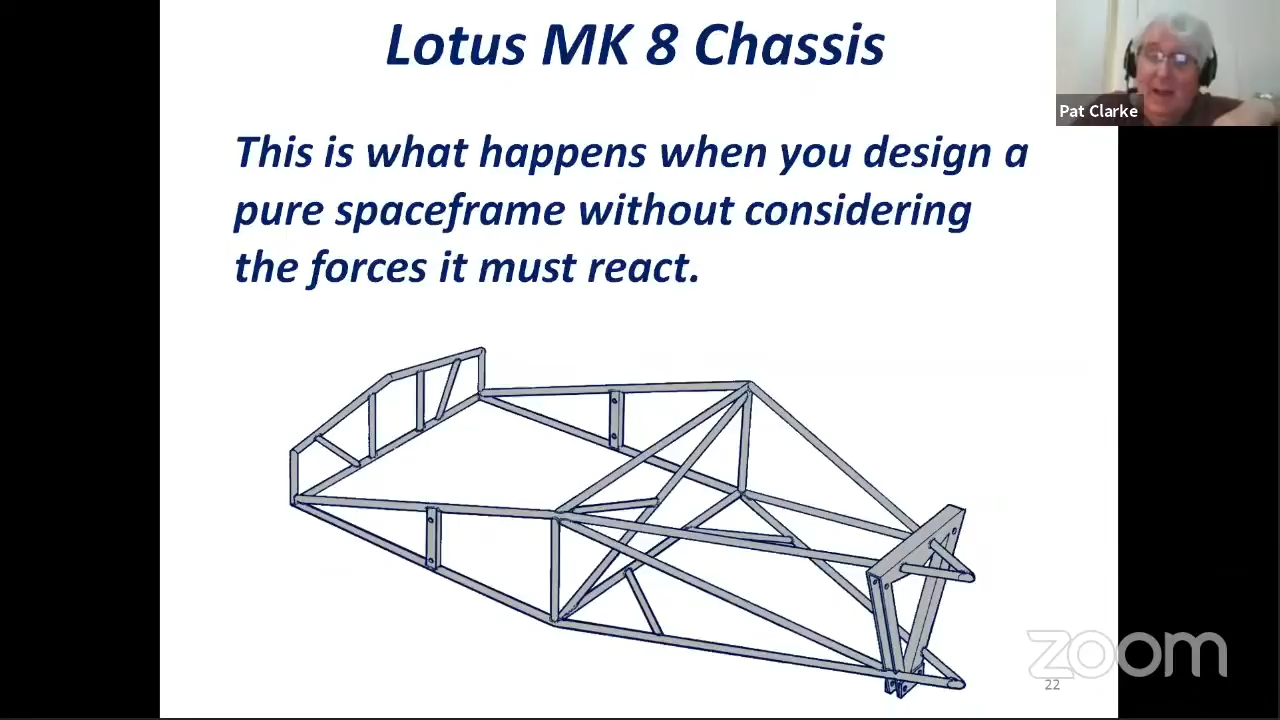 Lotus MK 8 Chassis
Pat Clarke
This is what happens when you design a
pure spaceframe without considering
the forces it must react.
zoom
22